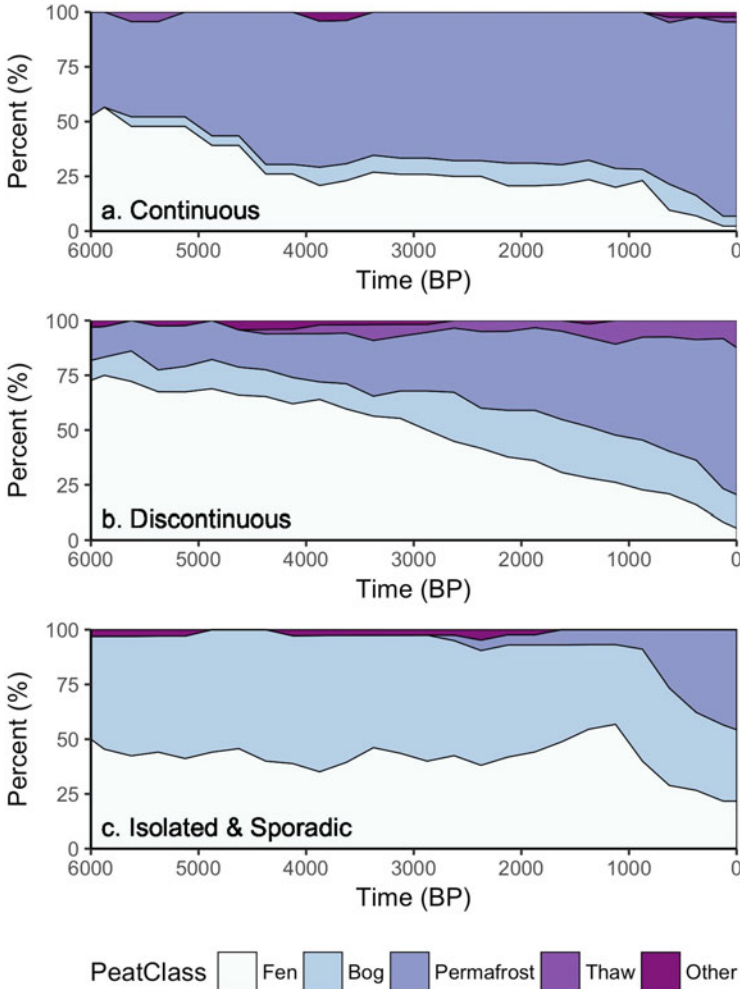 100
75
50
25
0
Percent (%)
a. Continuous
6000 5000 4000 3000 2000 1000 0
Time (BP)
100
75
50
25
0
Percent (%)
b. Discontinuous
6000 5000 4000 3000 2000 1000 0
Time (BP)
100
75
50
25
0
Percent (%)
c. Isolated & Sporadic
6000 5000 4000 3000 2000 1000 0
Time (BP)
PeatClass Fen Bog Permafrost Thaw Other